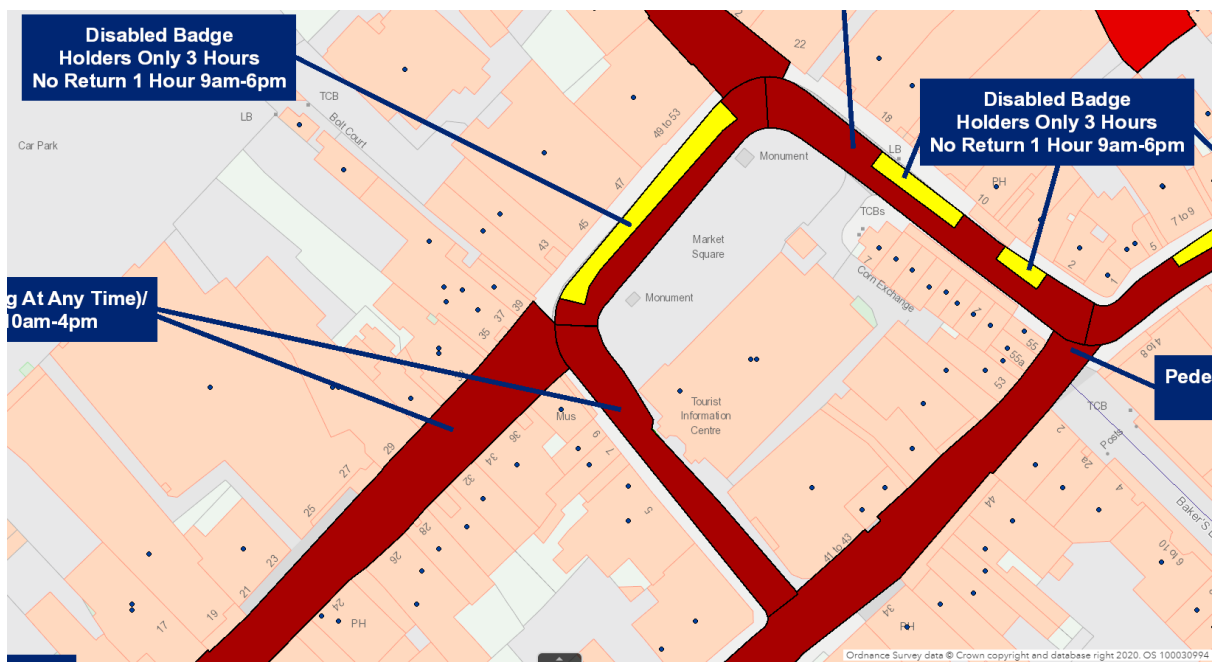 Disabled Badge
Holders Only 3 Hours
No Return 1 Hour 9am-6pm
22
Disabled Badge
Holders Only 3 Hours
No Return 1 Hour 9am-6pm
TCB
LB
Bolt Court
Car Park
49 to 53
47
45
43
Monument
18
LB
PH
10
TCBs
7
Corn Exchange
Market
Square
Monument
7 to 9
5
2
1
1
g At Any Time)/
10am-4pm
39
37
35
29
27
25
23
21
19
17
Mus
9
7
5
36
34
32
28
26
24
PH
Tourist
Information
Centre
55
55a
53
4 to 8
Pede
TCB
Posts
2
2a
4
44
Baker's
6 to 10
41 to 43
34
PH
Ordnance Survey data © Crown copyright and database right 2020. OS 100030994